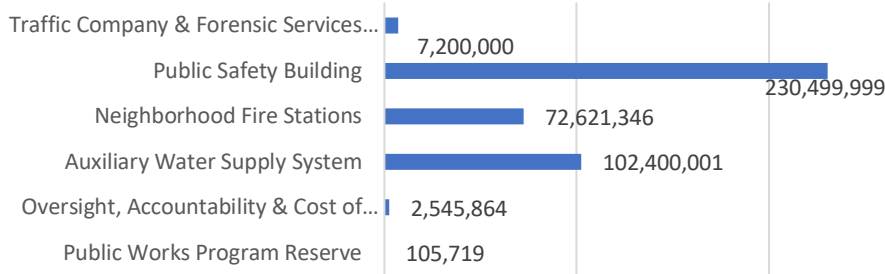 Traffic Company & Forensic Services...
7,200,000
Public Safety Building
230,499,999
Neighborhood Fire Stations
72,621,346
Auxiliary Water Supply System
102,400,001
Oversight, Accountability & Cost of...
2,545,864
Public Works Program Reserve
105,719